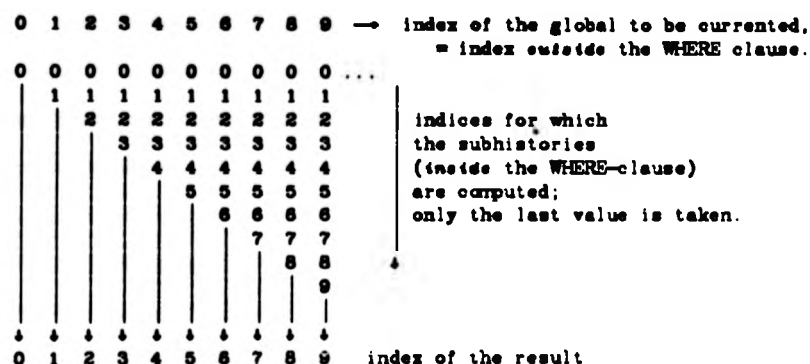 0 1 2 3 4 5 6 7 8 9 → index of the global to be currented,
= index outside the WHERE clause.
0 0 0 0 0 0 0 0 0 0 ...
1 1 1 1 1 1 1 1 1
2 2 2 2 2 2 2 2 indices for which
3 3 3 3 3 3 3 the subhistories
4 4 4 4 4 4 (inside the WHERE-clause)
5 5 5 5 5 are computed;
6 6 6 6 only the last value is taken.
7 7 7
8 8
9
0 1 2 3 4 5 6 7 8 9 index of the result